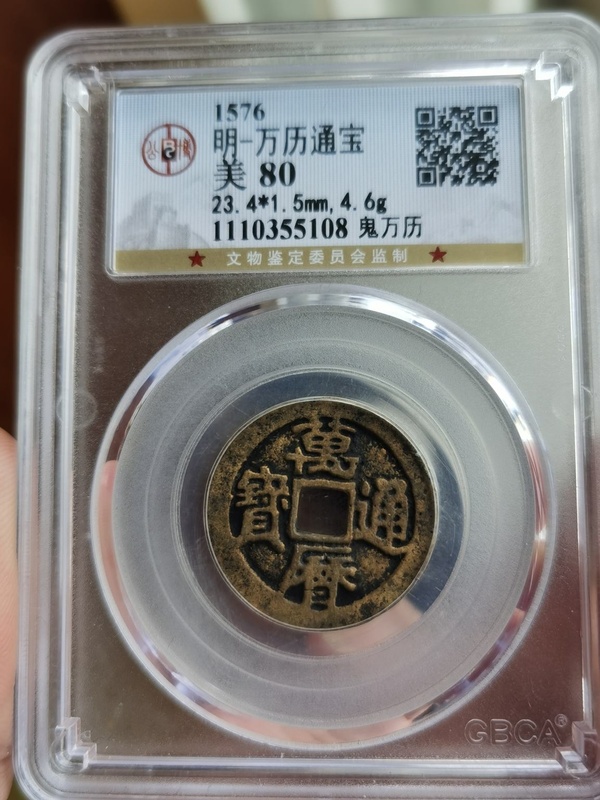 1576
明-万历通宝
美 80
23.4*1.5mm, 4.6g
1110355108 鬼万历
★ 文物鉴定委员会监制 ★
萬曆通寶
GBCA®